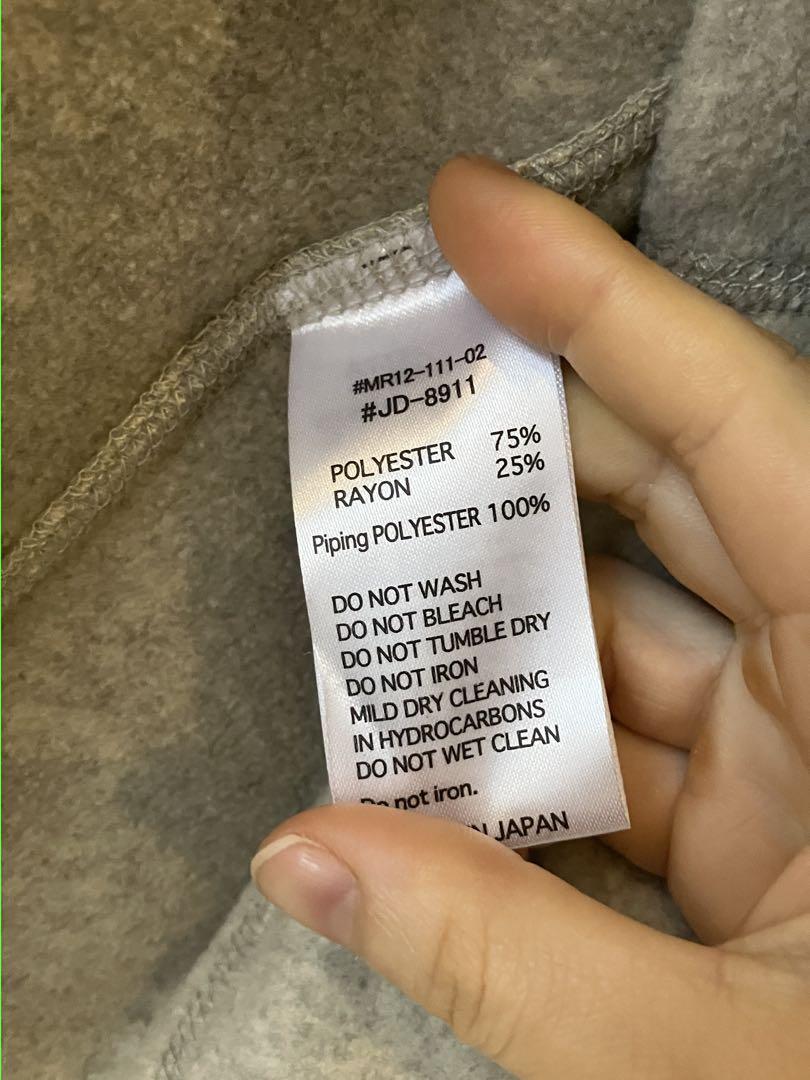 #MR12-111-02
#JD-8911
POLYESTER 75%
RAYON 25%
Piping POLYESTER 100%
DO NOT WASH
DO NOT BLEACH
DO NOT TUMBLE DRY
DO NOT IRON
MILD DRY CLEANING
IN HYDROCARBONS
DO NOT WET CLEAN
Do not iron.
JAPAN